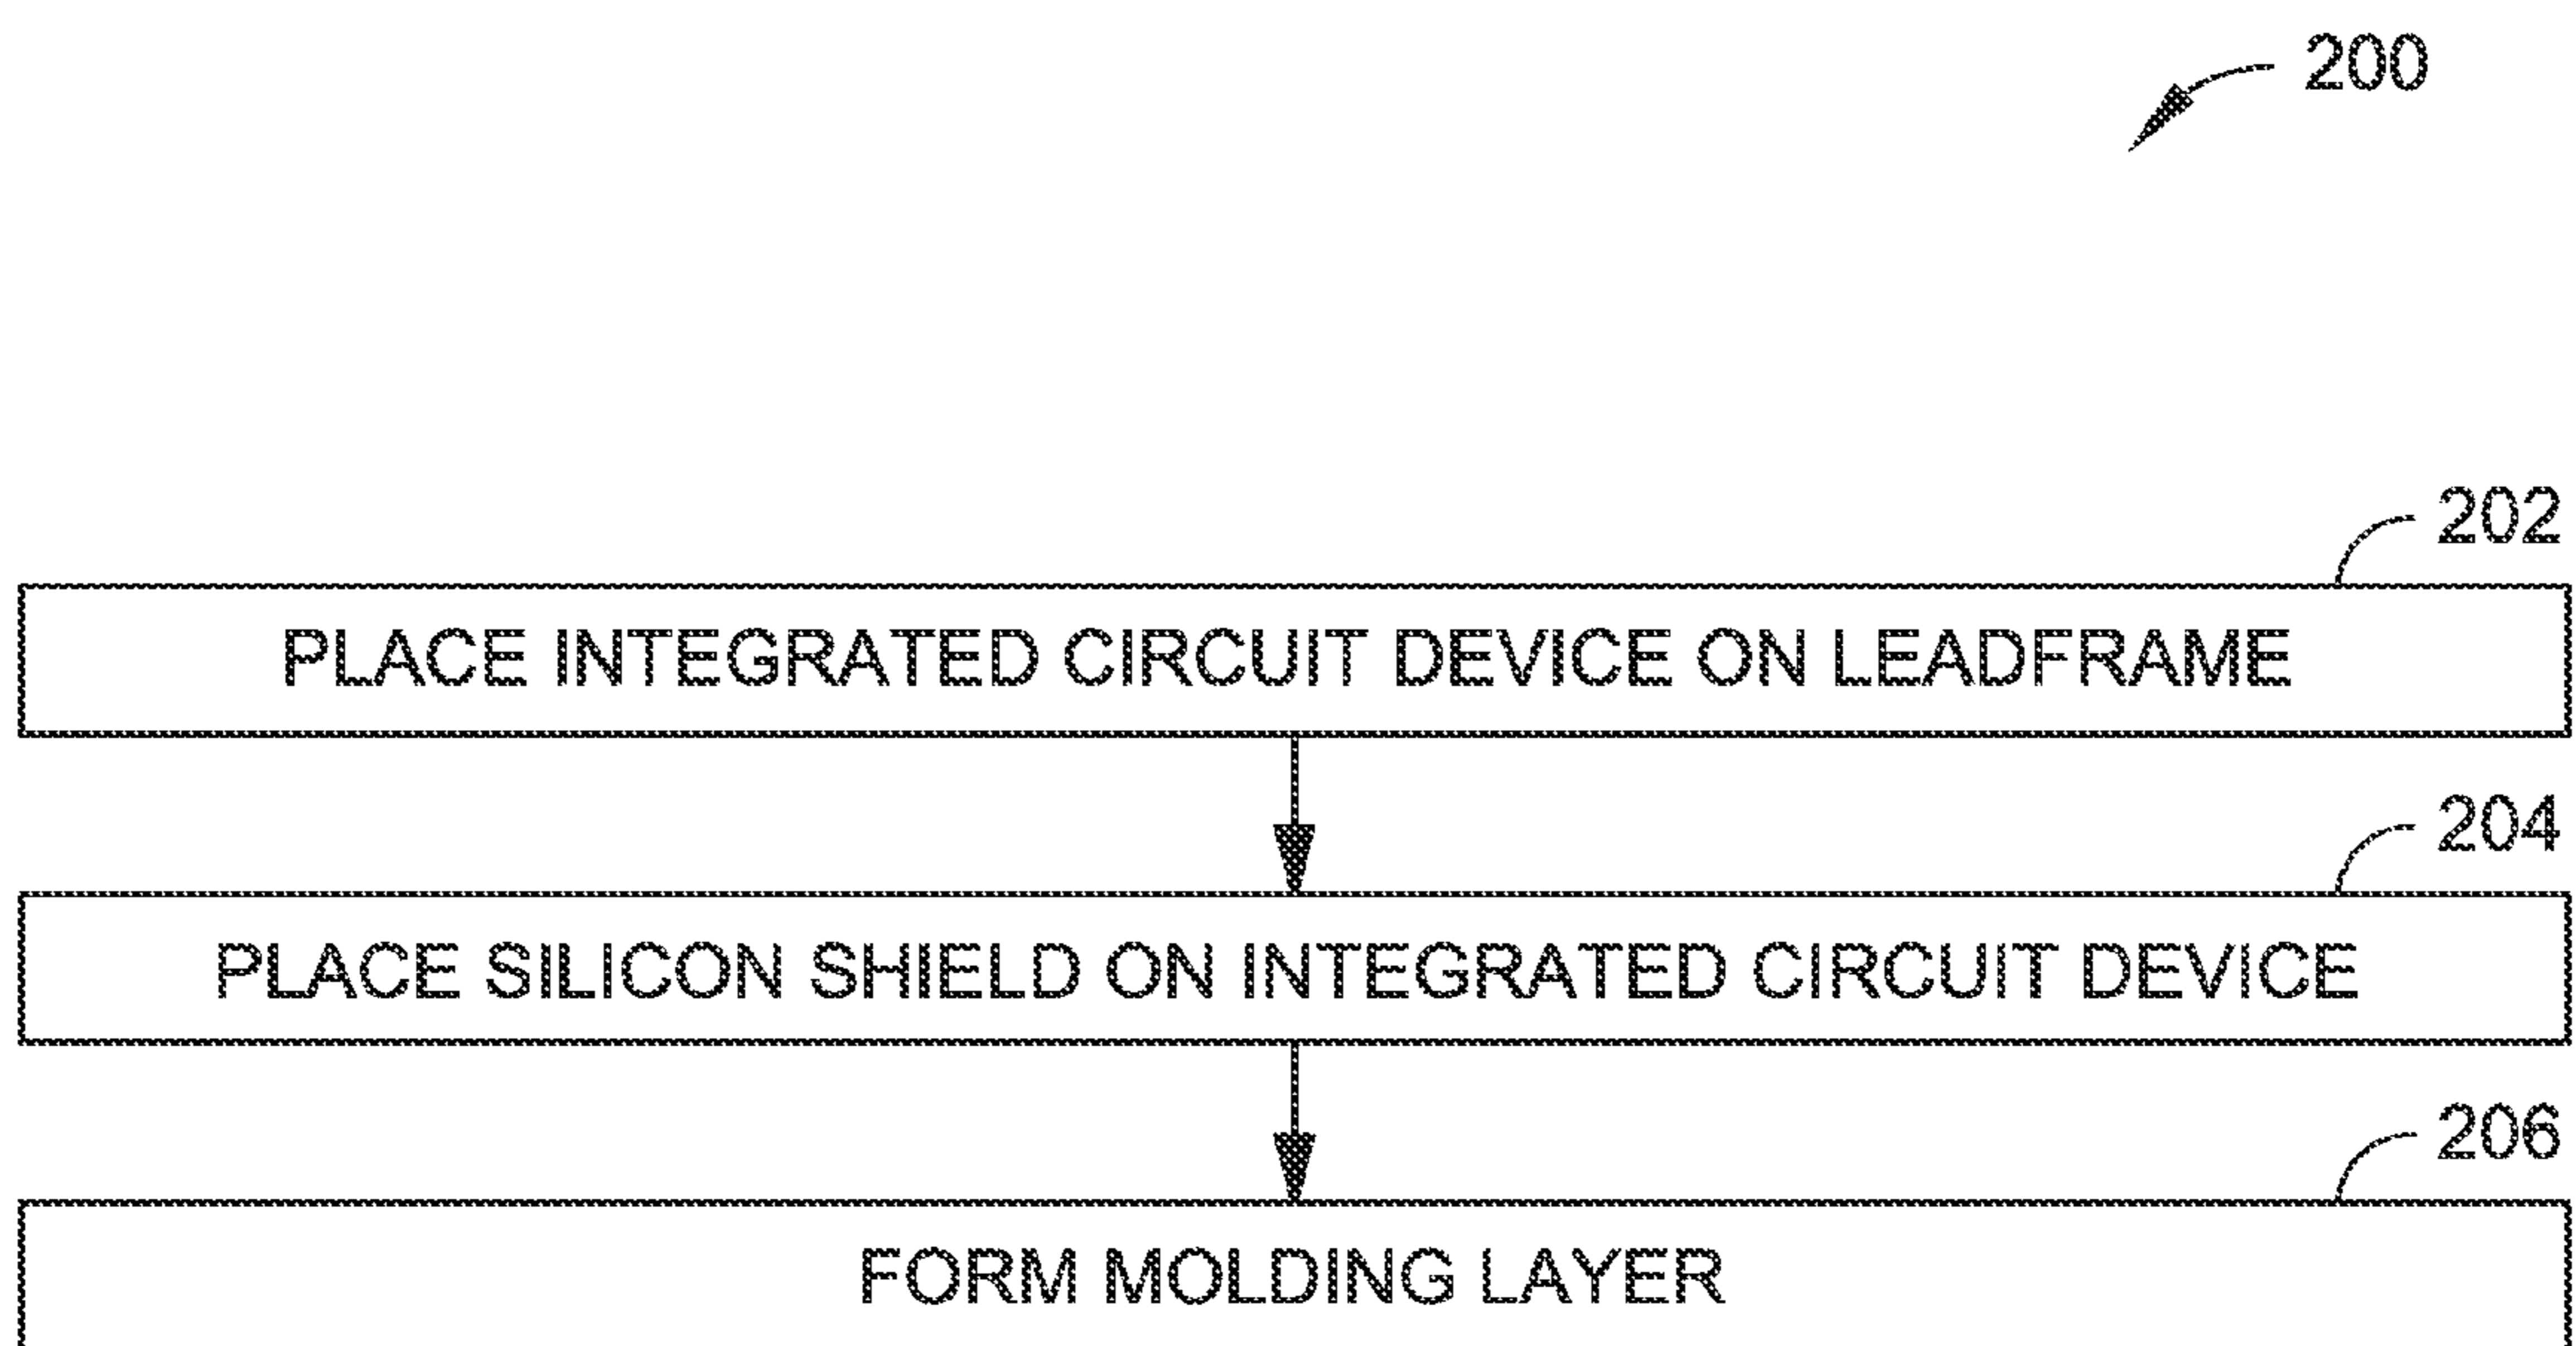 200
202
PLACE INTEGRATED CIRCUIT DEVICE ON LEADFRAME
204
PLACE SILICON SHIELD ON INTEGRATED CIRCUIT DEVICE
206
FORM MOLDING LAYER